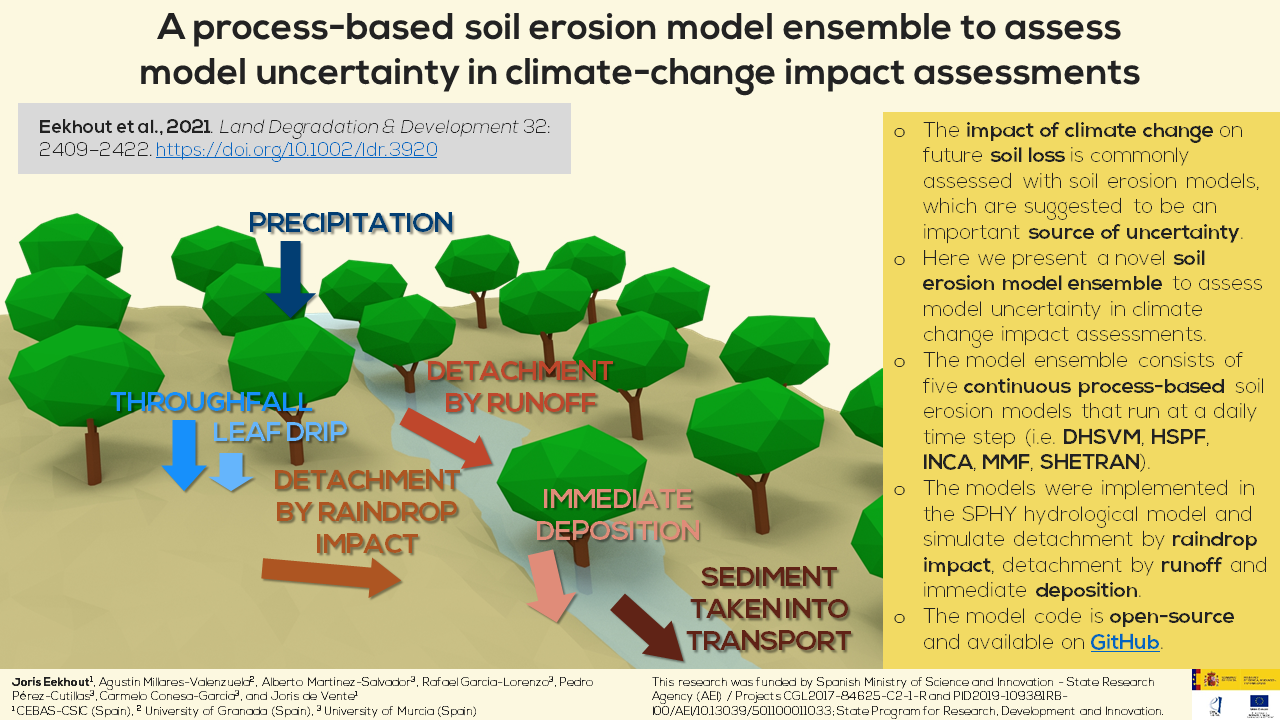 A process-based soil erosion model ensemble to assess
model uncertainty in climate-change impact assessments
Eekhout et al., 2021. Land Degradation & Development 32:
2409–2422. https://doi.org/10.1002/ldr.3920
PRECIPITATION
THROUGHFALL
LEAF DRIP
DETACHMENT
BY RUNOFF
DETACHMENT
BY RAINDROP
IMPACT
IMMEDIATE
DEPOSITION
SEDIMENT
TAKEN INTO
TRANSPORT
o The impact of climate change on
future soil loss is commonly
assessed with soil erosion models,
which are suggested to be an
important source of uncertainty.
o Here we present a novel soil
erosion model ensemble to assess
model uncertainty in climate
change impact assessments.
o The model ensemble consists of
five continuous process-based soil
erosion models that run at a daily
time step (i.e. DHSVM, HSPF,
INCA, MMF, SHETRAN).
o The models were implemented in
the SPHY hydrological model and
simulate detachment by raindrop
impact, detachment by runoff and
immediate deposition.
o The model code is open-source
and available on GitHub.
Joris Eekhout¹, Agustín Millares-Valenzuela², Alberto Martínez-Salvador³, Rafael García-Lorenzo³, Pedro
Pérez-Cutillas³, Carmelo Conesa-García³, and Joris de Vente¹
¹CEBAS-CSIC (Spain), ² University of Granada (Spain), ³ University of Murcia (Spain)
This research was funded by Spanish Ministry of Science and Innovation - State Research
Agency (AEI) / Projects CGL2017-84625-C2-1-R and PID2019-109381RB-
I00/AEI/10.13039/501100011033; State Program for Research, Development and Innovation.